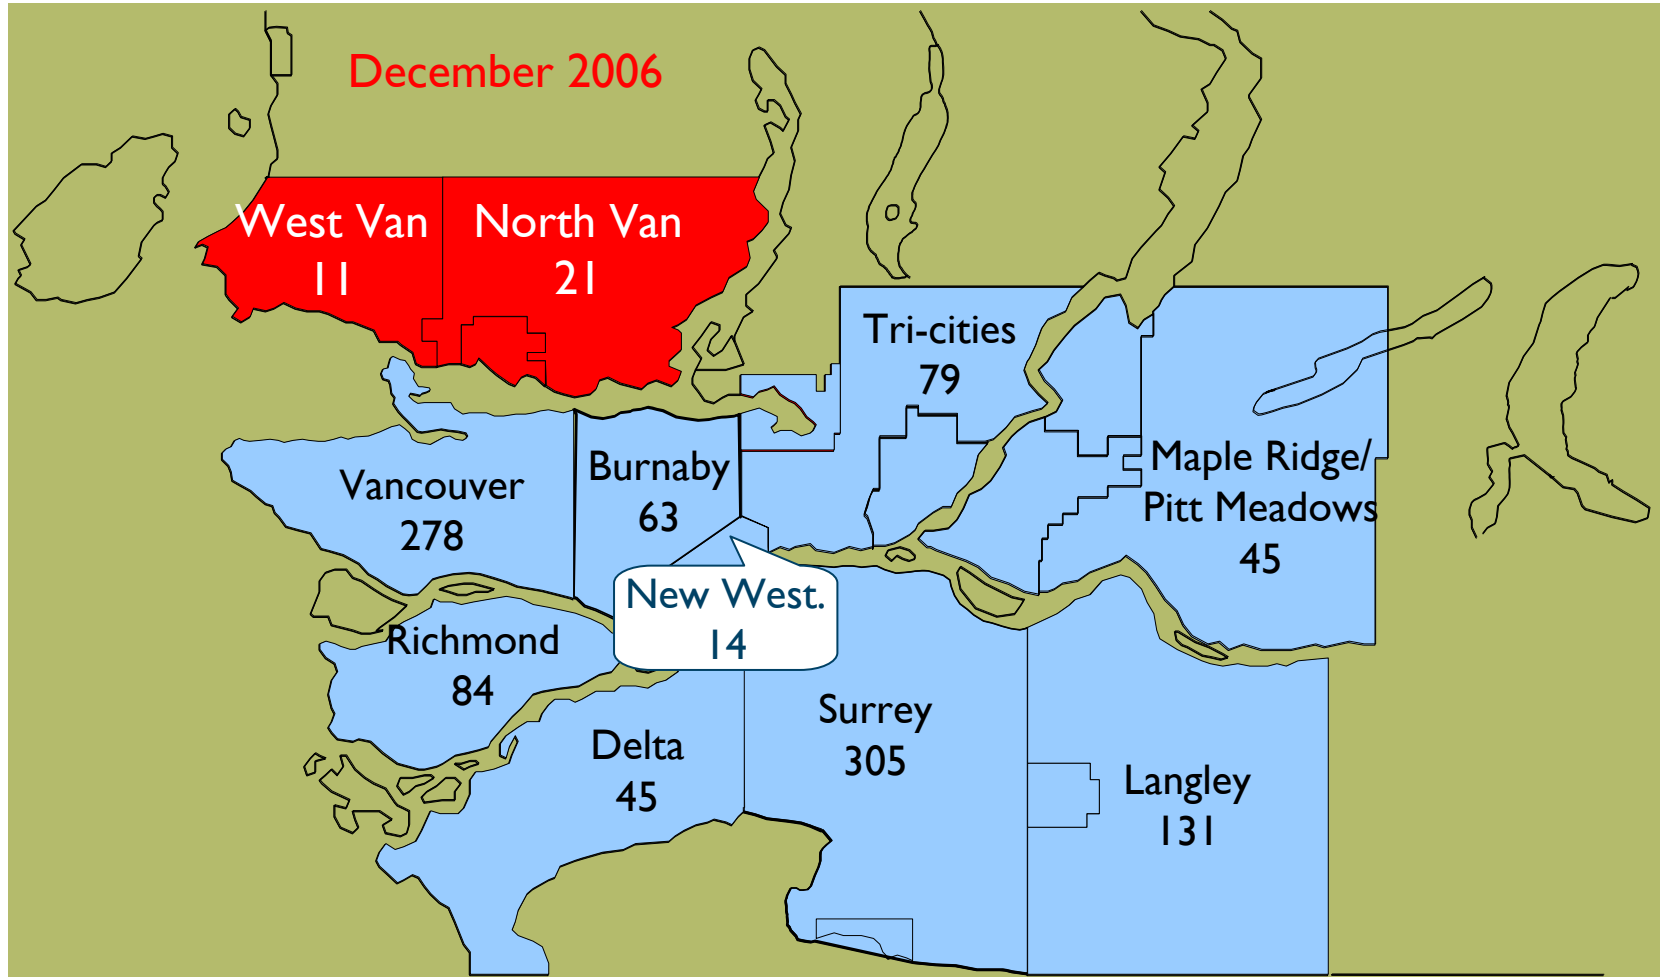 December 2006
West Van
11
North Van
21
Tri-cities
79
Maple Ridge/
Pitt Meadows
45
Vancouver
278
Burnaby
63
New West.
14
Richmond
84
Delta
45
Surrey
305
Langley
131